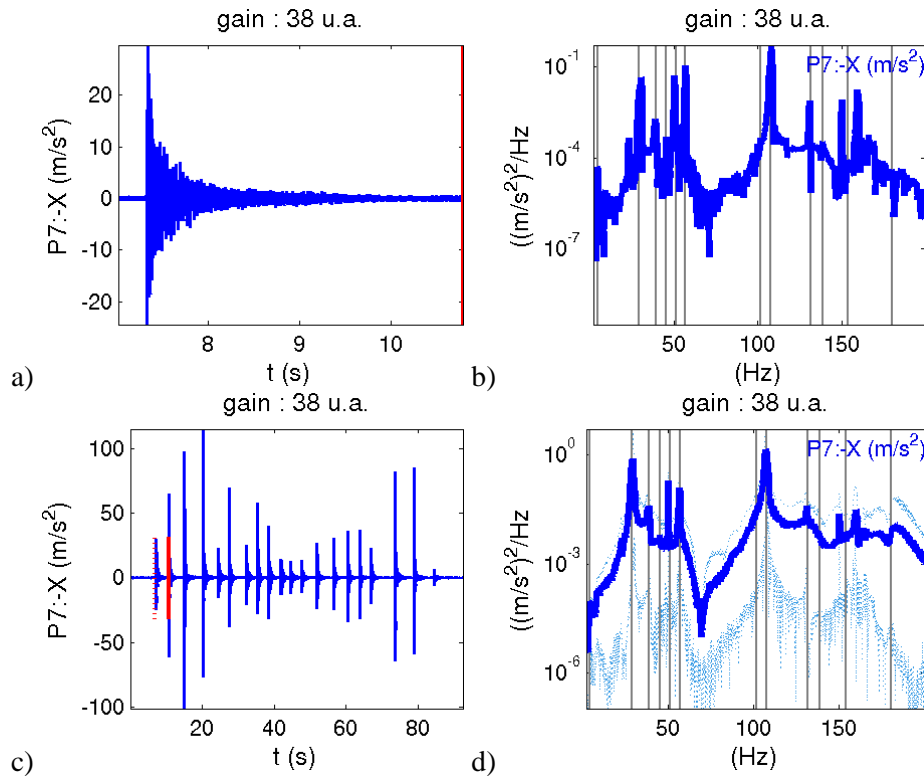 gain : 38 u.a.
P7:-X (m/s²)
20
10
0
-10
-20
8
9
10
t (s)
a)
gain : 38 u.a.
P7:-X (m/s²)
((m/s²)²/Hz
10⁻¹
10⁻⁴
10⁻⁷
50
100
150
(Hz)
b)
gain : 38 u.a.
P7:-X (m/s²)
100
50
0
-50
-100
20
40
60
80
t (s)
c)
gain : 38 u.a.
P7:-X (m/s²)
((m/s²)²/Hz
10⁰
10⁻³
10⁻⁶
50
100
150
(Hz)
d)